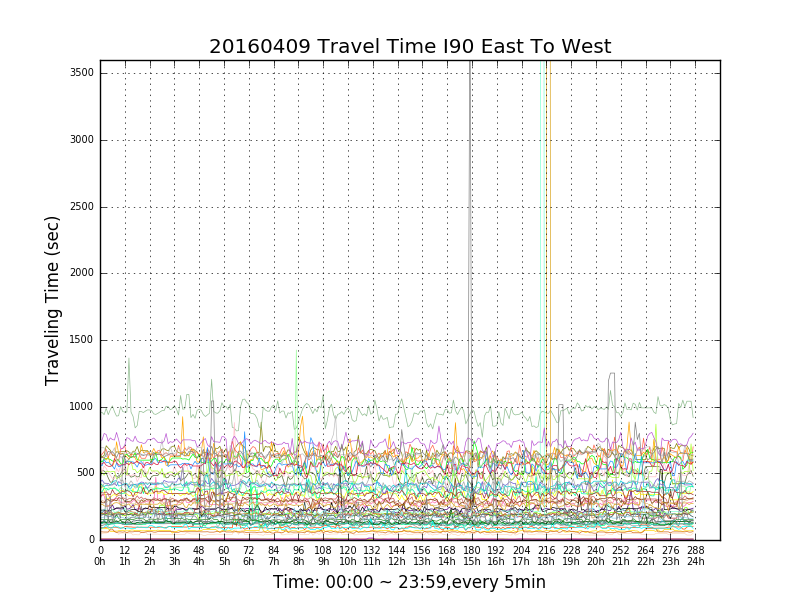 20160409 Travel Time I90 East To West
3500
3000
2500
2000
1500
1000
500
0
Traveling Time (sec)
0 12 24 36 48 60 72 84 96 108 120 132 144 156 168 180 192 204 216 228 240 252 264 276 288
0h 1h 2h 3h 4h 5h 6h 7h 8h 9h 10h 11h 12h 13h 14h 15h 16h 17h 18h 19h 20h 21h 22h 23h 24h
Time: 00:00 ~ 23:59,every 5min